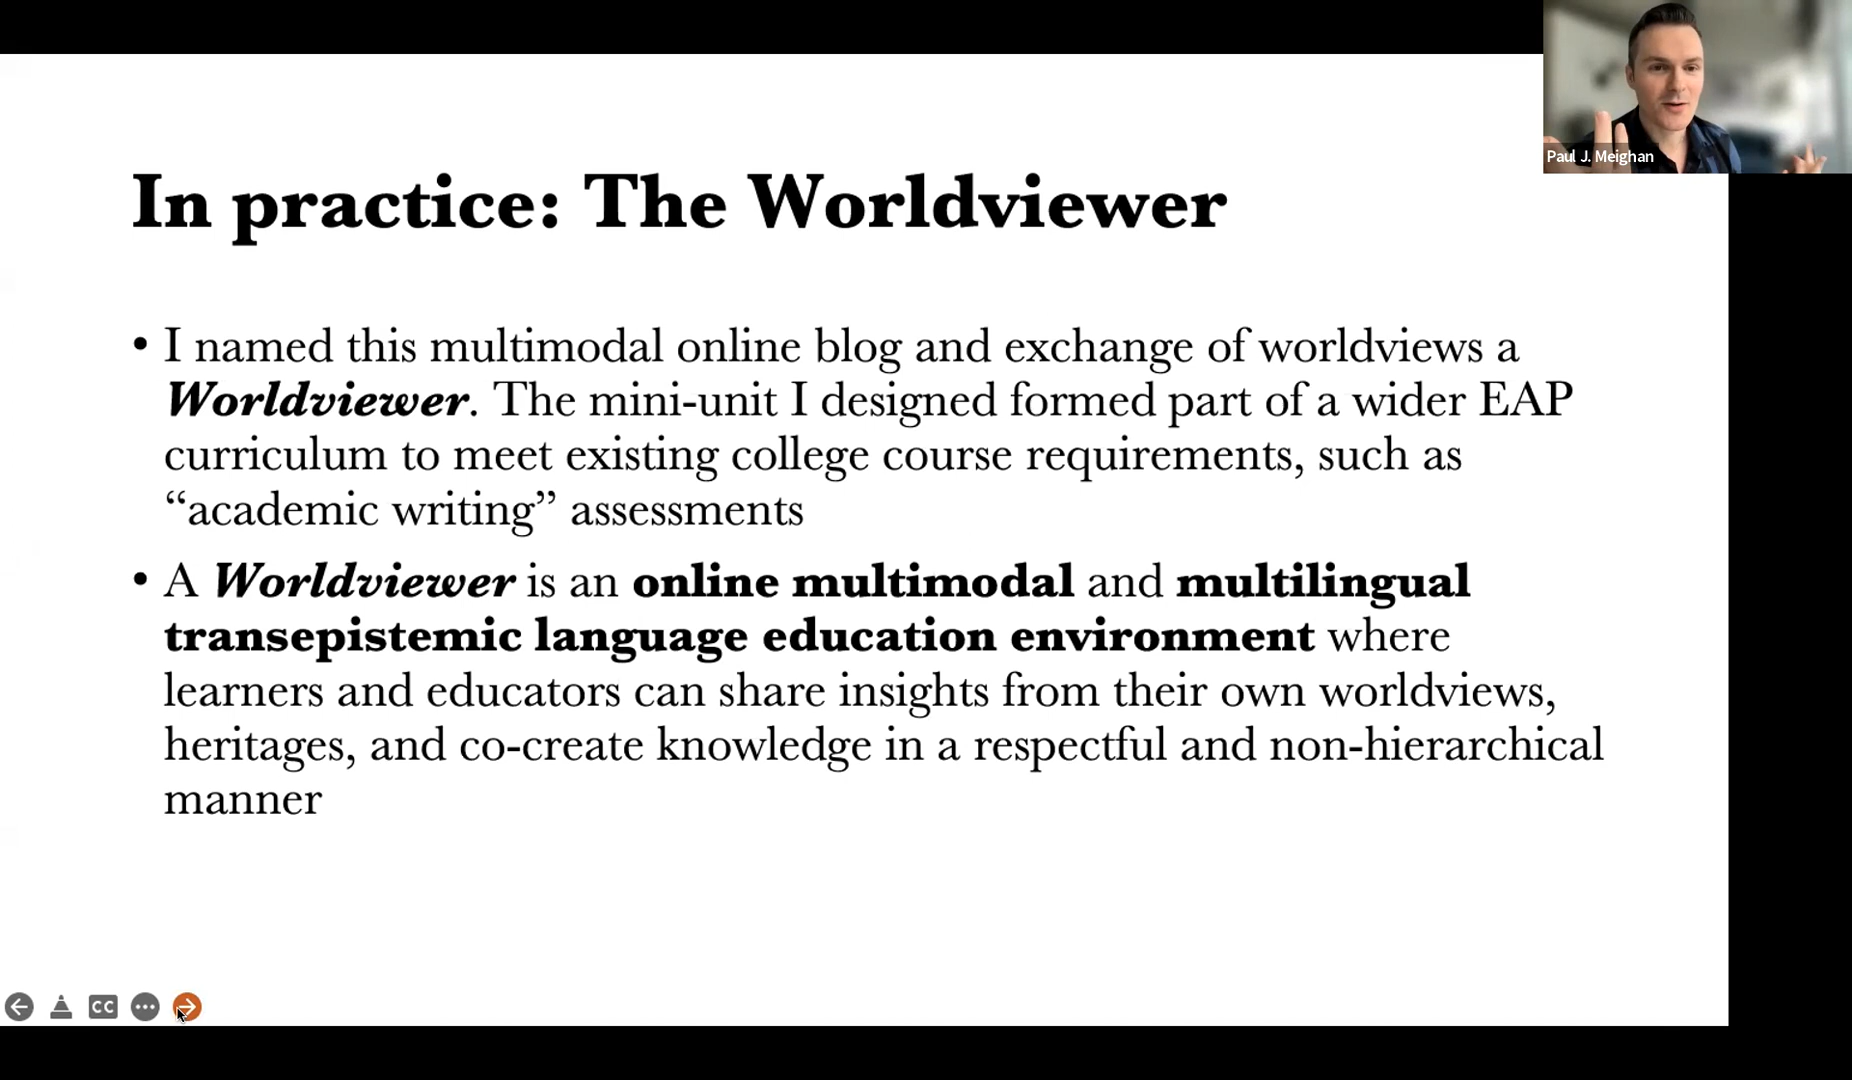 Paul J. Meighan
In practice: The Worldviewer
• I named this multimodal online blog and exchange of worldviews a
Worldviewer. The mini-unit I designed formed part of a wider EAP
curriculum to meet existing college course requirements, such as
“academic writing” assessments
• A Worldviewer is an online multimodal and multilingual
transepistemic language education environment where
learners and educators can share insights from their own worldviews,
heritages, and co-create knowledge in a respectful and non-hierarchical
manner
CC